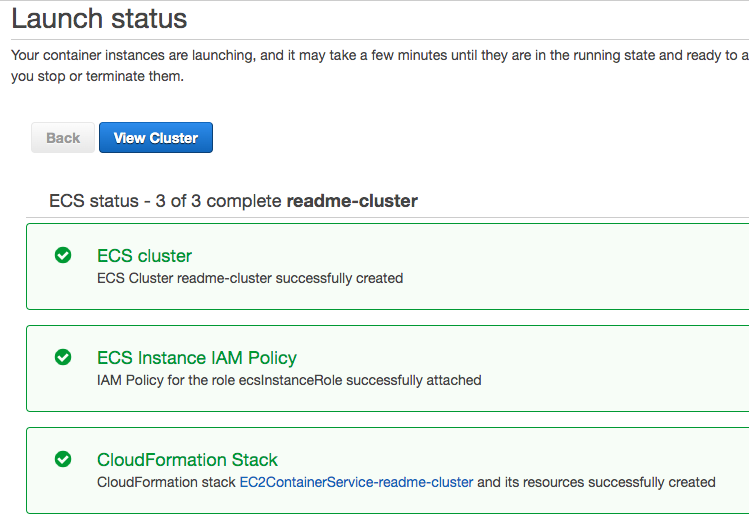 Launch status
Your container instances are launching, and it may take a few minutes until they are in the running state and ready to a
you stop or terminate them.
Back
View Cluster
ECS status - 3 of 3 complete readme-cluster
ECS cluster
ECS Cluster readme-cluster successfully created
ECS Instance IAM Policy
IAM Policy for the role ecsInstanceRole successfully attached
CloudFormation Stack
CloudFormation stack EC2ContainerService-readme-cluster and its resources successfully created